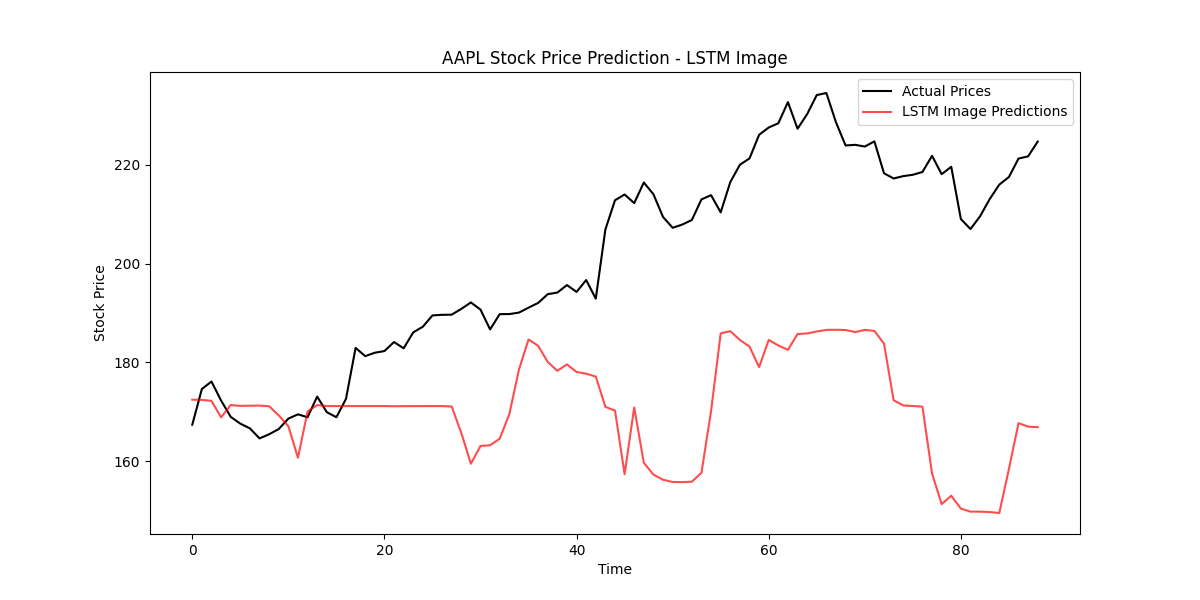 AAPL Stock Price Prediction - LSTM Image
Actual Prices
LSTM Image Predictions
Stock Price
220
200
180
160
0 20 40 60 80
Time